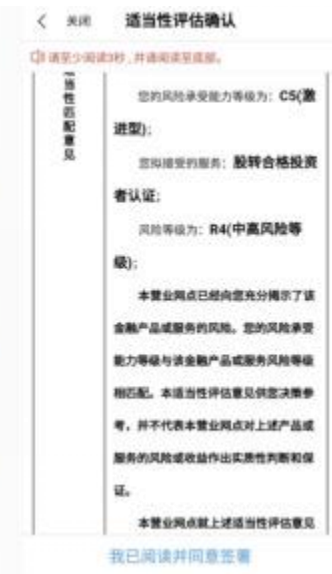 关闭 适当性评估确认
请至少阅读3秒，并请阅读至底部。
当性匹配意见
您的风险承受能力等级为：C5(激
进型)；
您拟接受的服务：股转合格投资
者认证；
风险等级为：R4(中高风险等
级)；
本营业网点已经向您充分揭示了该
金融产品或服务的风险。您的风险承受
能力等级与该金融产品或服务风险等级
相匹配。本适当性评估意见供您决策参
考，并不代表本营业网点对上述产品或
服务的风险或收益作出实质性判断和保
证。
本营业网点就上述适当性评估意见
我已阅读并同意签署